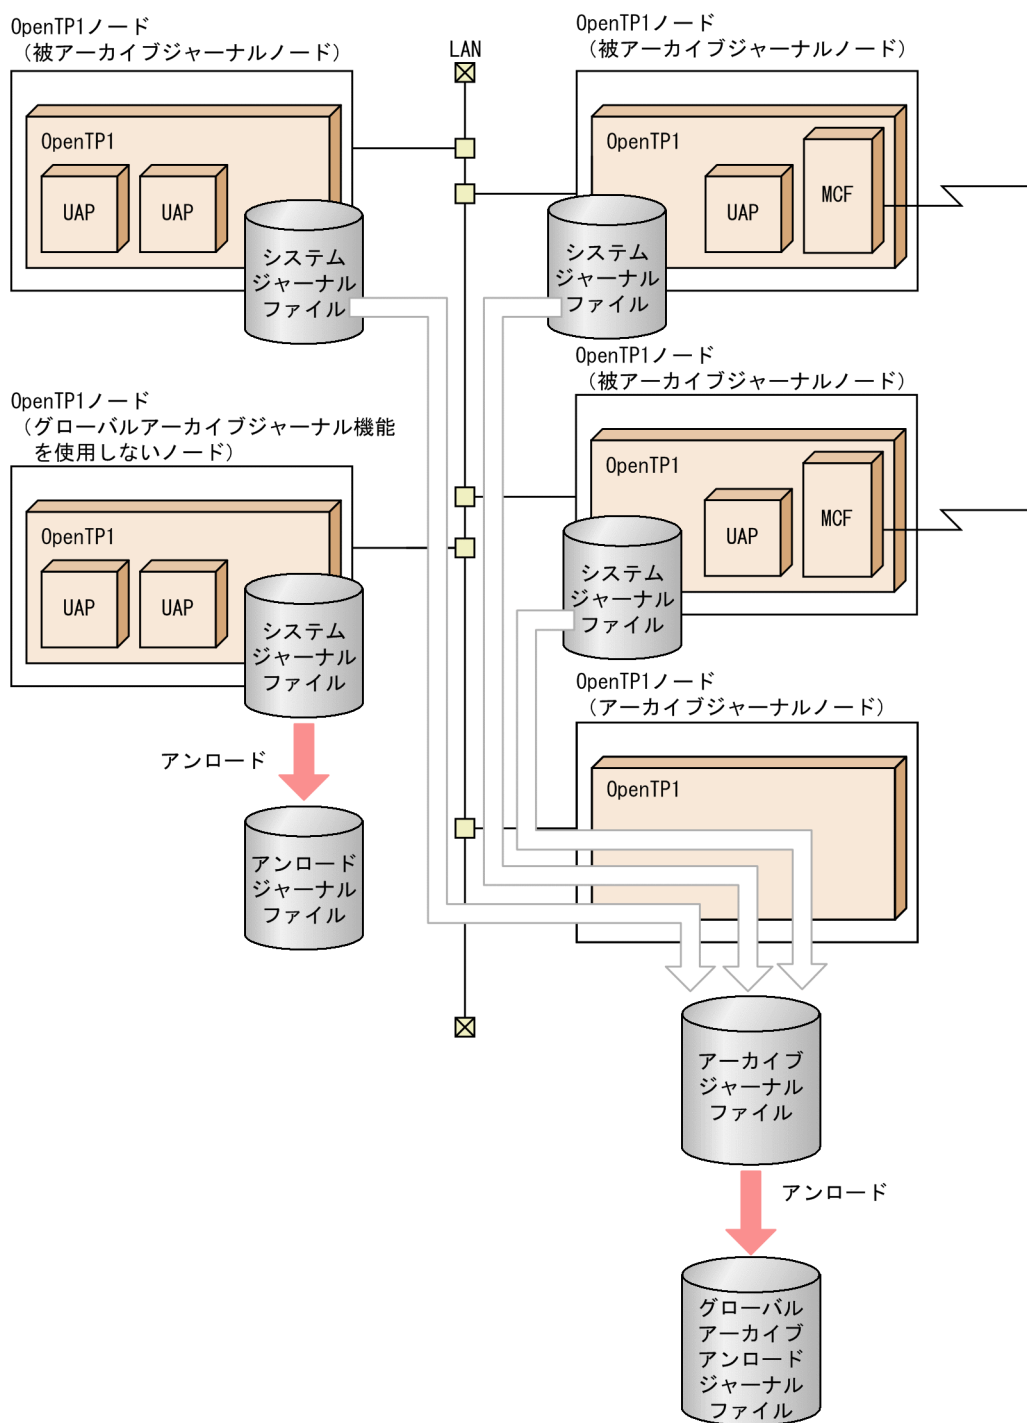 OpenTP1ノード
（被アーカイブジャーナルノード）
OpenTP1
UAP
UAP
システム
ジャーナル
ファイル
LAN
OpenTP1ノード
（被アーカイブジャーナルノード）
OpenTP1
UAP
MCF
システム
ジャーナル
ファイル
OpenTP1ノード
（グローバルアーカイブジャーナル機能
を使用しないノード）
OpenTP1
UAP
UAP
システム
ジャーナル
ファイル
アンロード
アンロード
ジャーナル
ファイル
OpenTP1ノード
（被アーカイブジャーナルノード）
OpenTP1
UAP
MCF
システム
ジャーナル
ファイル
OpenTP1ノード
（アーカイブジャーナルノード）
OpenTP1
アーカイブ
ジャーナル
ファイル
アンロード
グローバル
アーカイブ
アンロード
ジャーナル
ファイル